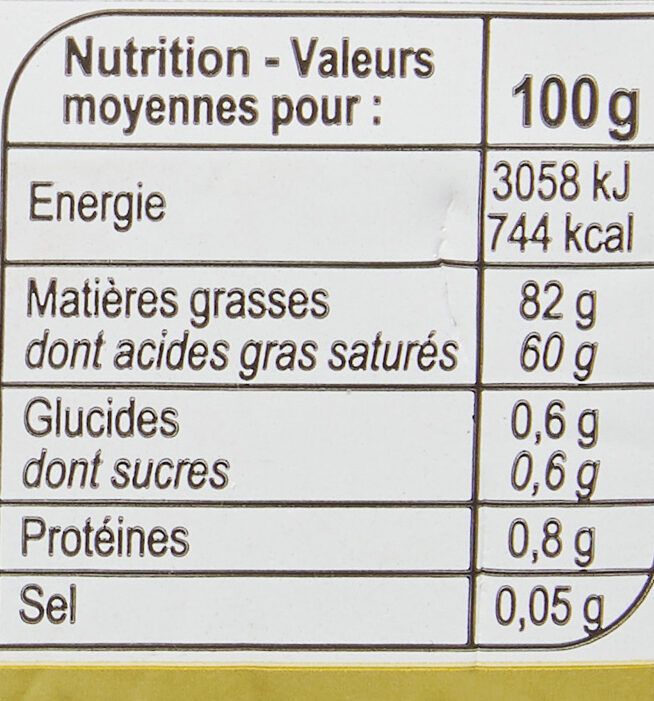 Nutrition - Valeurs
moyennes pour :
100 g
Energie
3058 kJ
744 kcal
Matières grasses
82 g
dont acides gras saturés
60 g
Glucides
0,6 g
dont sucres
0,6 g
Protéines
0,8 g
Sel
0,05 g